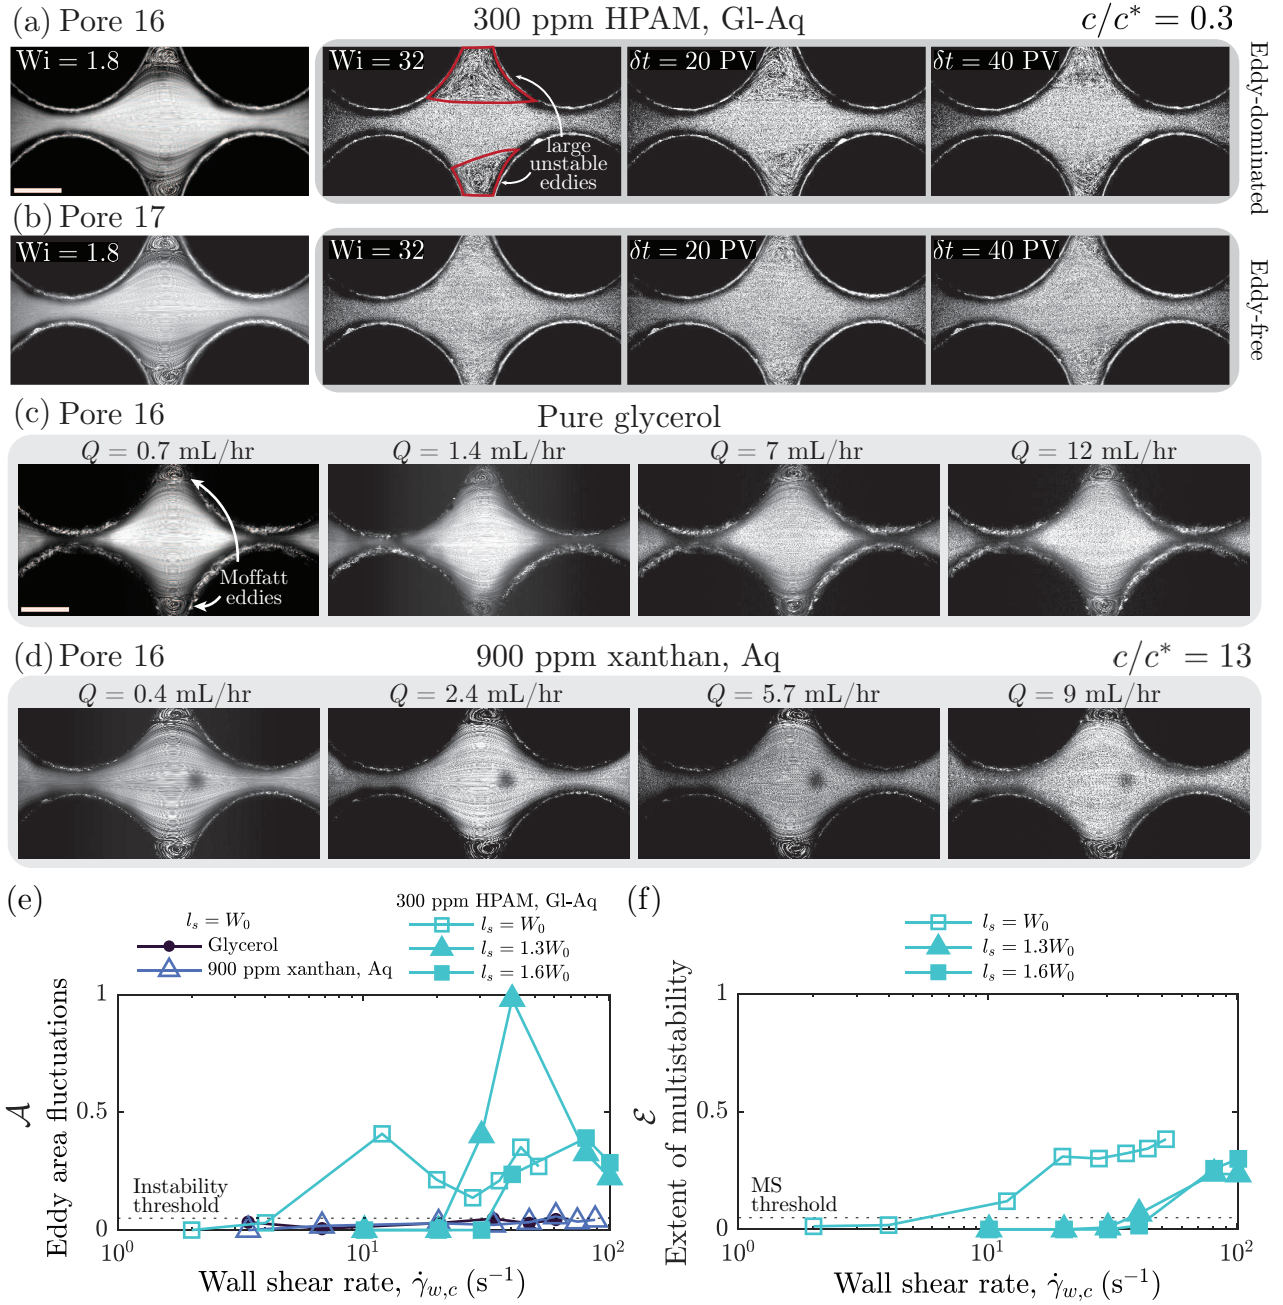 (a) Pore 16 300 ppm HPAM, Gl-Aq c/c* = 0.3
Wi = 1.8 Wi = 32 δt = 20 PV δt = 40 PV
large
unstable
eddies
Eddy-dominated
(b) Pore 17
Wi = 1.8 Wi = 32 δt = 20 PV δt = 40 PV
Eddy-free
(c) Pore 16 Pure glycerol
Q = 0.7 mL/hr Q = 1.4 mL/hr Q = 7 mL/hr Q = 12 mL/hr
Moffatt
eddies
(d) Pore 16 900 ppm xanthan, Aq c/c* = 13
Q = 0.4 mL/hr Q = 2.4 mL/hr Q = 5.7 mL/hr Q = 9 mL/hr
(e)
l_s = W_0
Glycerol
900 ppm xanthan, Aq
300 ppm HPAM, Gl-Aq
l_s = W_0
l_s = 1.3W_0
l_s = 1.6W_0
1
0.5
0
𝒜
Eddy area fluctuations
Instability
threshold
10^0 10^1 10^2
Wall shear rate, γ̇_{w,c} (s^{-1})
(f)
l_s = W_0
l_s = 1.3W_0
l_s = 1.6W_0
1
0.5
0
ℰ
Extent of multistability
MS
threshold
10^0 10^1 10^2
Wall shear rate, γ̇_{w,c} (s^{-1})